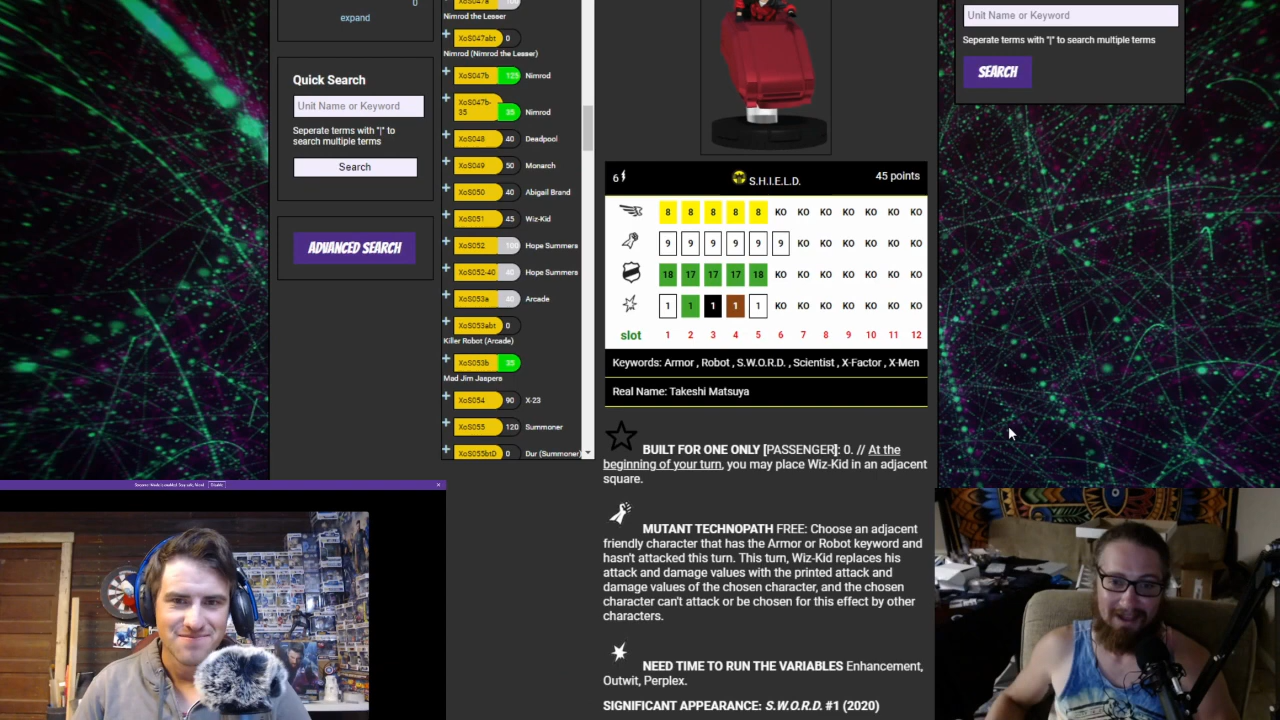 0
expand
Quick Search
Unit Name or Keyword
Seperate terms with "|" to
search multiple terms
Search
ADVANCED SEARCH
XoS047a 100
Nimrod the Lesser
XoS047abt 0
Nimrod (Nimrod the Lesser)
XoS047b 125 Nimrod
XoS047b-
35 35 Nimrod
XoS048 40 Deadpool
XoS049 50 Monarch
XoS050 40 Abigail Brand
XoS051 45 Wiz-Kid
XoS052 100 Hope Summers
XoS052-40 40 Hope Summers
XoS053a 40 Arcade
XoS053abt 0
Killer Robot (Arcade)
XoS053b 35
Mad Jim Jaspers
XoS054 90 X-23
XoS055 120 Summoner
XoS055btD 0 Dur (Summoner)
6 S.H.I.E.L.D. 45 points
8 8 8 8 8 KO KO KO KO KO KO KO
9 9 9 9 9 9 KO KO KO KO KO KO
18 17 17 17 18 KO KO KO KO KO KO KO
1 1 1 1 1 KO KO KO KO KO KO KO
slot 1 2 3 4 5 6 7 8 9 10 11 12
Keywords: Armor , Robot , S.W.O.R.D. , Scientist , X-Factor , X-Men
Real Name: Takeshi Matsuya
BUILT FOR ONE ONLY [PASSENGER]: 0. // At the
beginning of your turn, you may place Wiz-Kid in an adjacent
square.
MUTANT TECHNOPATH FREE: Choose an adjacent
friendly character that has the Armor or Robot keyword and
hasn't attacked this turn. This turn, Wiz-Kid replaces his
attack and damage values with the printed attack and
damage values of the chosen character, and the chosen
character can't attack or be chosen for this effect by other
characters.
NEED TIME TO RUN THE VARIABLES Enhancement,
Outwit, Perplex.
SIGNIFICANT APPEARANCE: S.W.O.R.D. #1 (2020)
Unit Name or Keyword
Seperate terms with "|" to search multiple terms
SEARCH